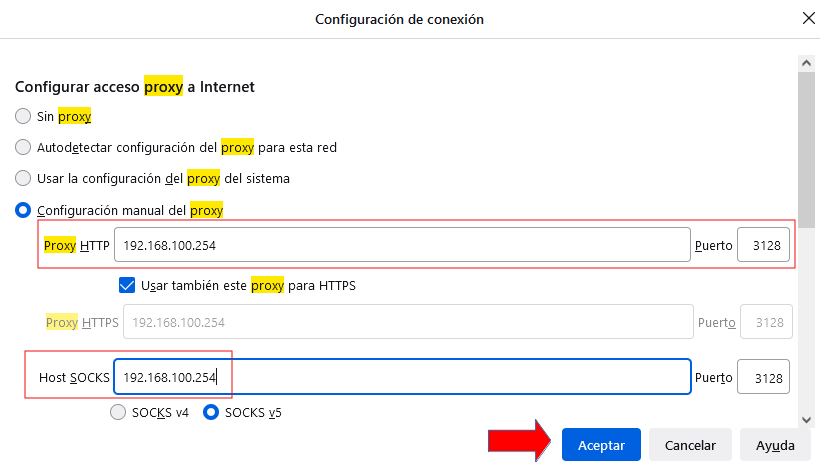 Configuración de conexión
Configurar acceso proxy a Internet
Sin proxy
Autodetectar configuración del proxy para esta red
Usar la configuración del proxy del sistema
Configuración manual del proxy
Proxy HTTP 192.168.100.254 Puerto 3128
Usar también este proxy para HTTPS
Proxy HTTPS 192.168.100.254 Puerto 3128
Host SOCKS 192.168.100.254 Puerto 3128
SOCKS v4 SOCKS v5
Aceptar Cancelar Ayuda